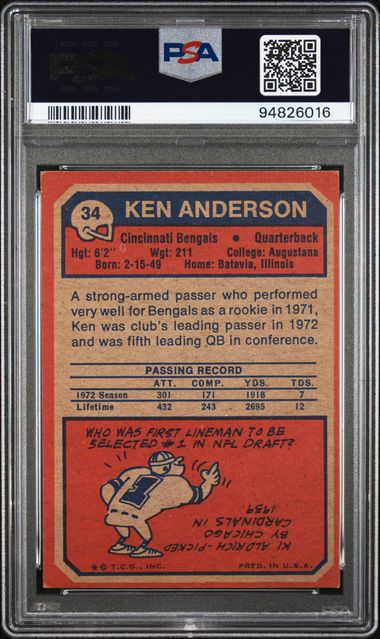 PSA
PSA
94826016
34
KEN ANDERSON
Cincinnati Bengals • Quarterback
Hgt: 6'2" Wgt: 211 College: Augustana
Born: 2-15-49 Home: Batavia, Illinois
A strong-armed passer who performed
very well for Bengals as a rookie in 1971,
Ken was club's leading passer in 1972
and was fifth leading QB in conference.
PASSING RECORD
ATT. COMP. YDS. TDS.
1972 Season 301 171 1918 7
Lifetime 432 243 2695 12
WHO WAS FIRST LINEMAN TO BE
SELECTED #1 IN NFL DRAFT?
1
KI ALDRICH-PICKED
BY CHICAGO
CARDINALS IN
1939.
* © T.C.G., INC. PRTD. IN U.S.A.